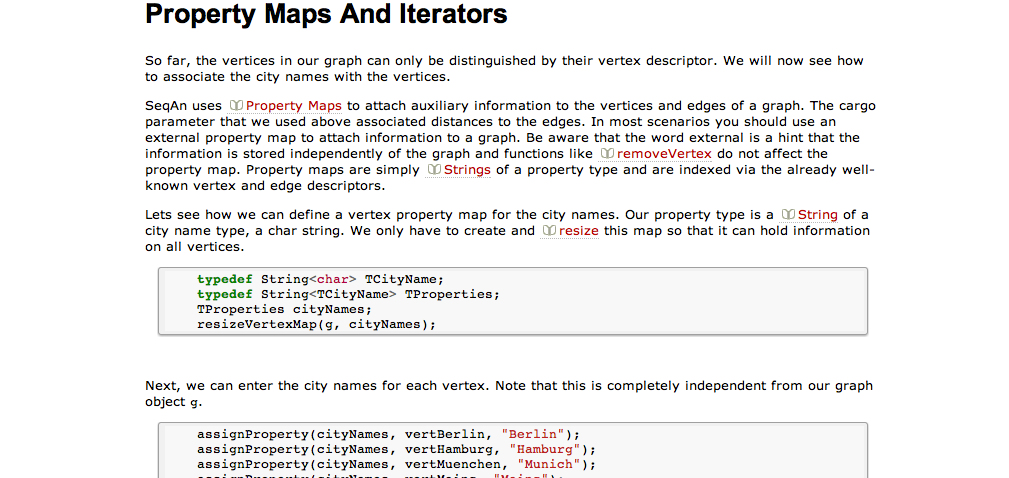 Property Maps And Iterators
So far, the vertices in our graph can only be distinguished by their vertex descriptor. We will now see how
to associate the city names with the vertices.
SeqAn uses Property Maps to attach auxiliary information to the vertices and edges of a graph. The cargo
parameter that we used above associated distances to the edges. In most scenarios you should use an
external property map to attach information to a graph. Be aware that the word external is a hint that the
information is stored independently of the graph and functions like removeVertex do not affect the
property map. Property maps are simply Strings of a property type and are indexed via the already well-
known vertex and edge descriptors.
Lets see how we can define a vertex property map for the city names. Our property type is a String of a
city name type, a char string. We only have to create and resize this map so that it can hold information
on all vertices.
typedef String<char> TCityName;
typedef String<TCityName> TProperties;
TProperties cityNames;
resizeVertexMap(g, cityNames);
Next, we can enter the city names for each vertex. Note that this is completely independent from our graph
object g.
assignProperty(cityNames, vertBerlin, "Berlin");
assignProperty(cityNames, vertHamburg, "Hamburg");
assignProperty(cityNames, vertMuenchen, "Munich");